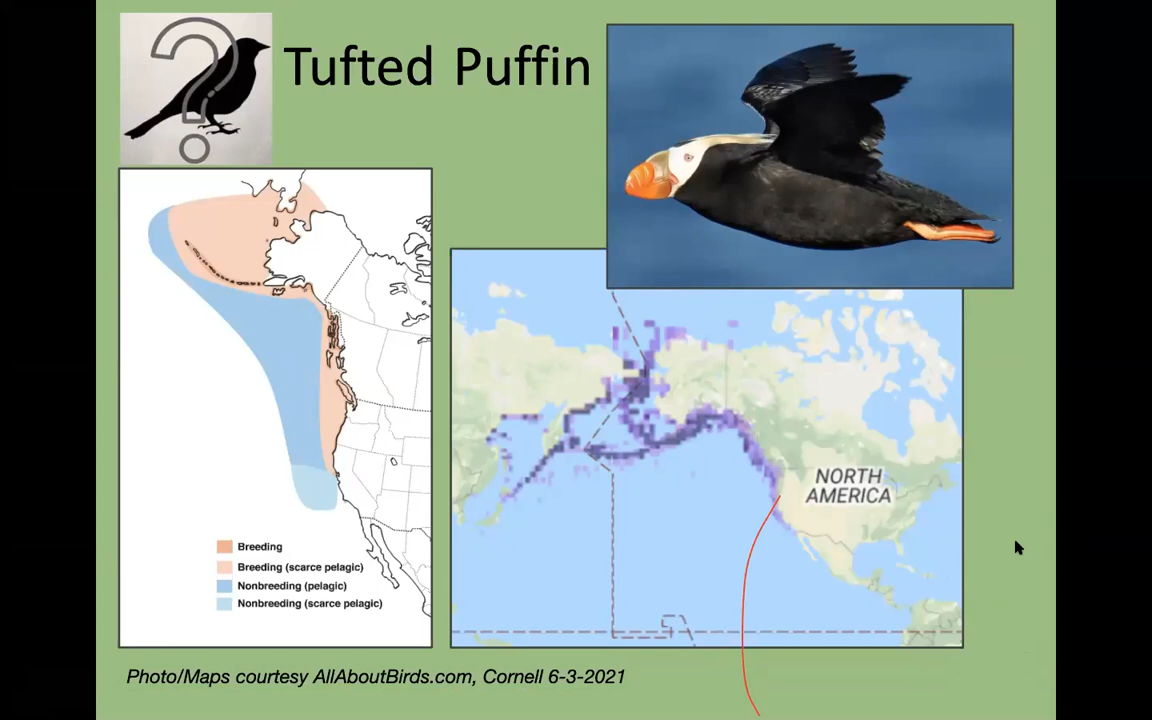 Tufted Puffin
NORTH
AMERICA
Breeding
Breeding (scarce pelagic)
Nonbreeding (pelagic)
Nonbreeding (scarce pelagic)
Photo/Maps courtesy AllAboutBirds.com, Cornell 6-3-2021